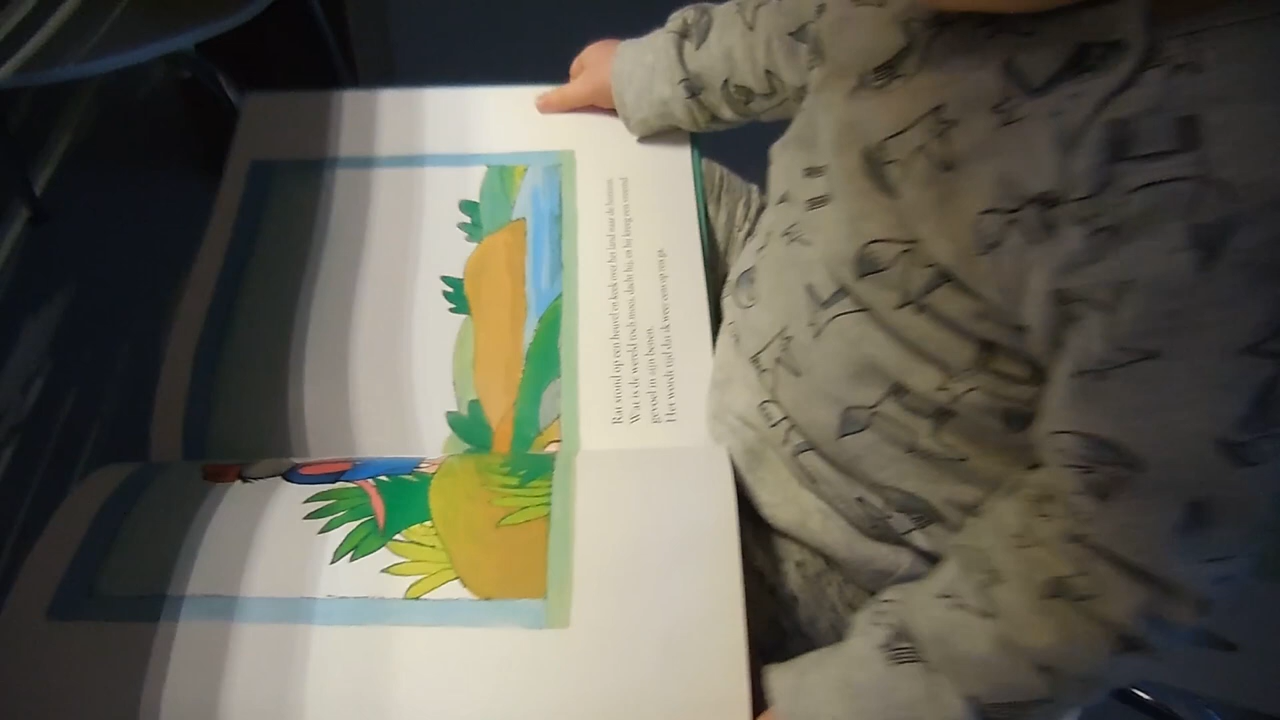 Rat stond op een heuvel en keek over het land naar de horizon.
Wat is de wereld toch mooi, dacht hij, en hij kreeg een vreemd
gevoel in zijn benen.
Het wordt tijd dat ik weer eens op reis ga.